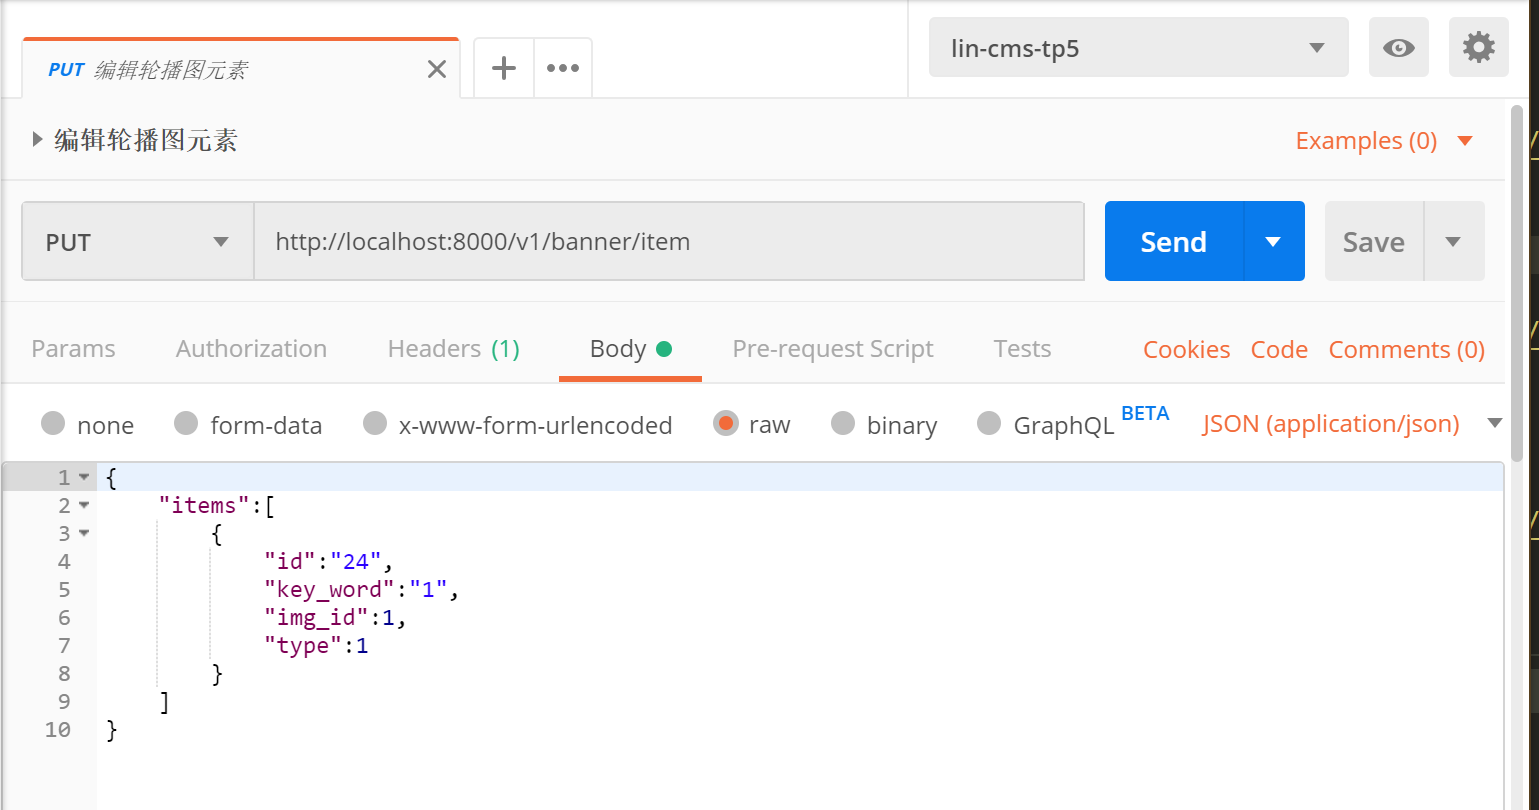 PUT 编辑轮播图元素
lin-cms-tp5
编辑轮播图元素
Examples (0)
PUT http://localhost:8000/v1/banner/item Send Save
Params Authorization Headers (1) Body Pre-request Script Tests Cookies Code Comments (0)
none form-data x-www-form-urlencoded raw binary GraphQL BETA JSON (application/json)
1 {
2 "items":[
3 {
4 "id":"24",
5 "key_word":"1",
6 "img_id":1,
7 "type":1
8 }
9 ]
10 }